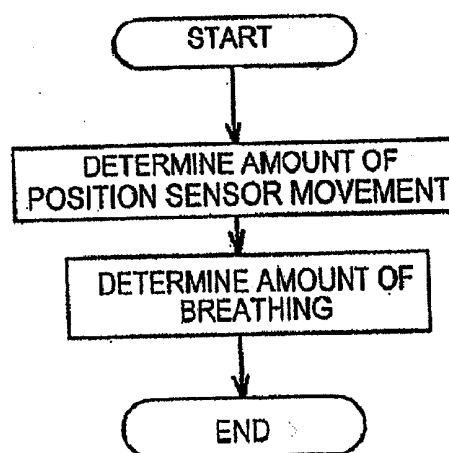 START
DETERMINE AMOUNT OF
POSITION SENSOR MOVEMENT
DETERMINE AMOUNT OF
BREATHING
END